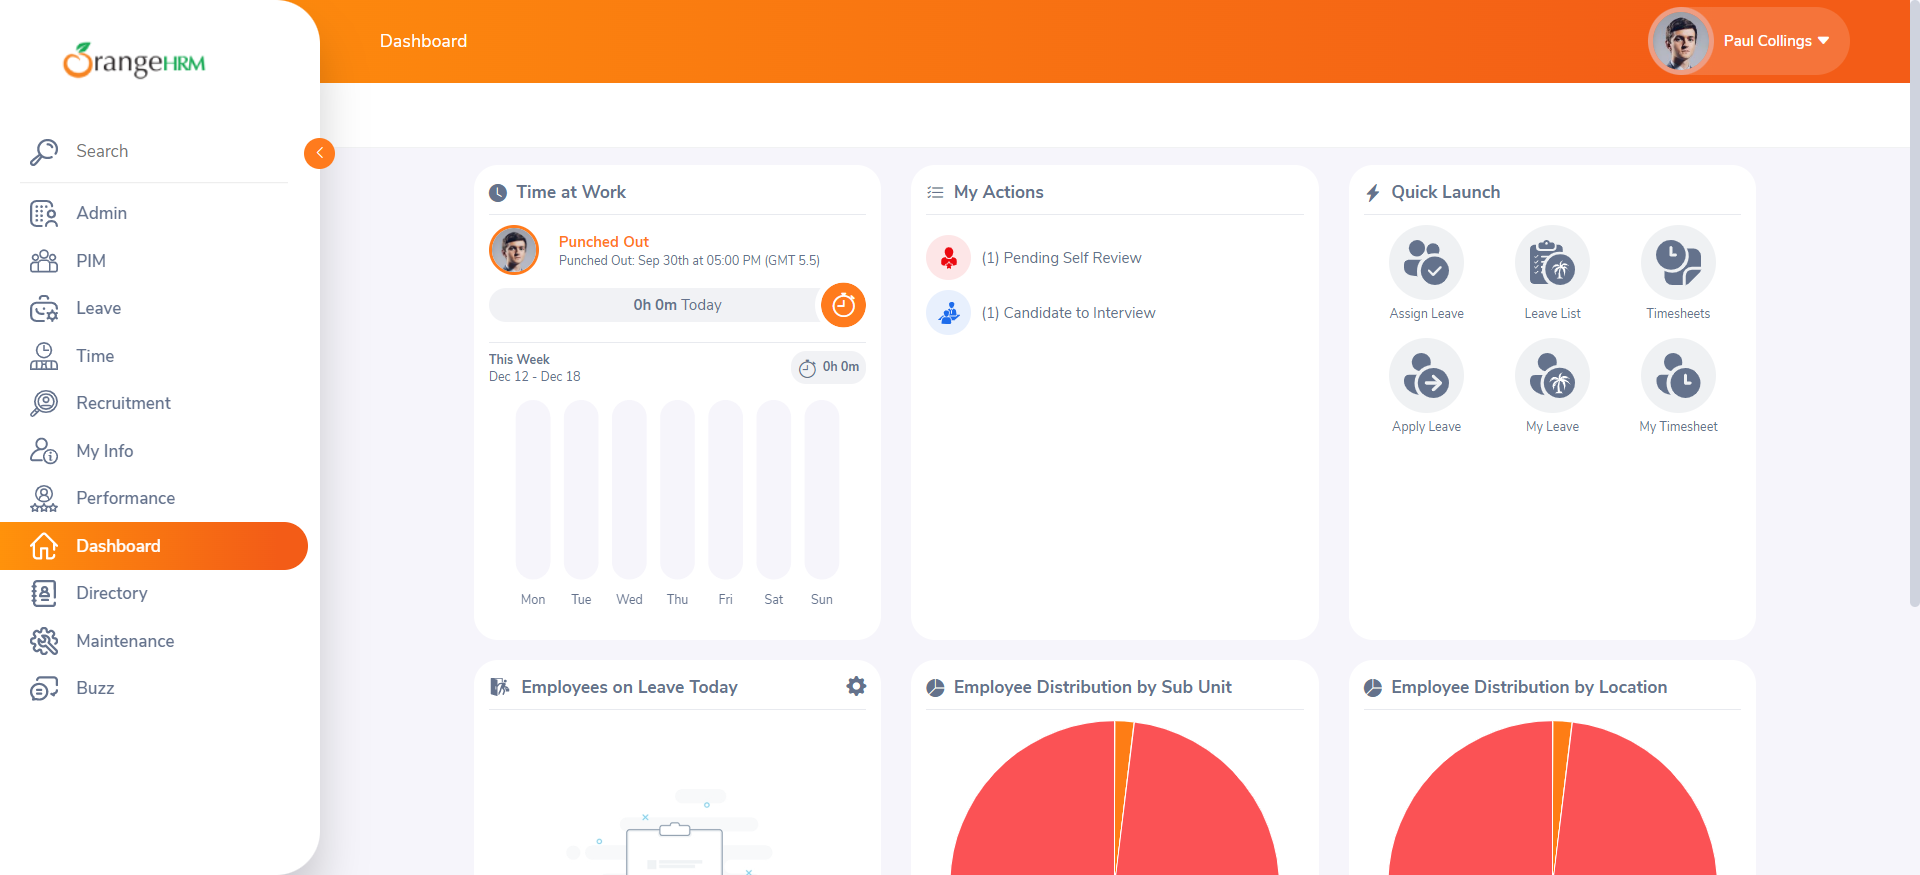 OrangeHRM
Search
Admin
PIM
Leave
Time
Recruitment
My Info
Performance
Dashboard
Directory
Maintenance
Buzz
Dashboard
Paul Collings
Time at Work
Punched Out
Punched Out: Sep 30th at 05:00 PM (GMT 5.5)
0h 0m Today
This Week
Dec 12 - Dec 18
0h 0m
Mon Tue Wed Thu Fri Sat Sun
My Actions
(1) Pending Self Review
(1) Candidate to Interview
Quick Launch
Assign Leave
Leave List
Timesheets
Apply Leave
My Leave
My Timesheet
Employees on Leave Today
Employee Distribution by Sub Unit
Employee Distribution by Location